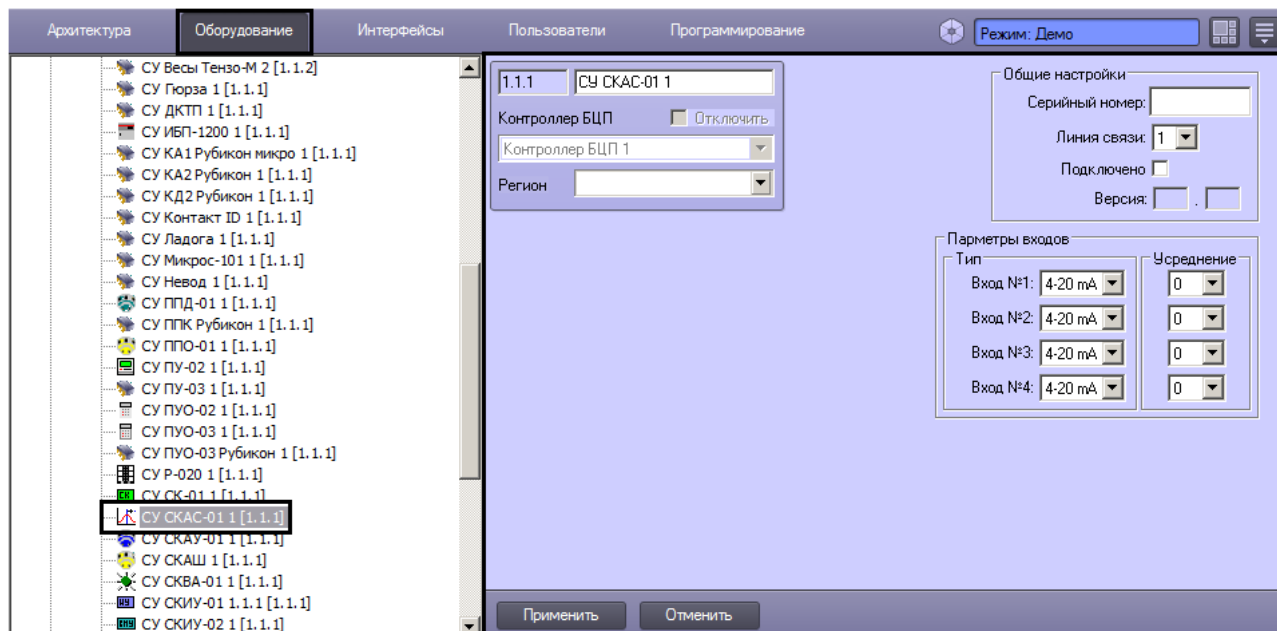 Архитектура Оборудование Интерфейсы Пользователи Программирование Режим: Демо
СУ Весы Тензо-М 2 [1.1.2]
СУ Гюрза 1 [1.1.1]
СУ ДКТП 1 [1.1.1]
СУ ИБП-1200 1 [1.1.1]
СУ КА1 Рубикон микро 1 [1.1.1]
СУ КА2 Рубикон 1 [1.1.1]
СУ КД2 Рубикон 1 [1.1.1]
СУ Контакт ID 1 [1.1.1]
СУ Ладога 1 [1.1.1]
СУ Микрос-101 1 [1.1.1]
СУ Невод 1 [1.1.1]
СУ ППД-01 1 [1.1.1]
СУ ППК Рубикон 1 [1.1.1]
СУ ППО-01 1 [1.1.1]
СУ ПУ-02 1 [1.1.1]
СУ ПУ-03 1 [1.1.1]
СУ ПУО-02 1 [1.1.1]
СУ ПУО-03 1 [1.1.1]
СУ ПУО-03 Рубикон 1 [1.1.1]
СУ Р-020 1 [1.1.1]
СУ СК-01 1 [1.1.1]
СУ СКАС-01 1 [1.1.1]
СУ СКАУ-01 1 [1.1.1]
СУ СКАШ 1 [1.1.1]
СУ СКВА-01 1 [1.1.1]
СУ СКИУ-01 1.1.1 [1.1.1]
СУ СКИУ-02 1 [1.1.1]
1.1.1 СУ СКАС-01 1
Контроллер БЦП Отключить
Контроллер БЦП 1
Регион
Общие настройки
Серийный номер:
Линия связи: 1
Подключено
Версия: .
Парметры входов
Тип Усреднение
Вход №1: 4-20 mA 0
Вход №2: 4-20 mA 0
Вход №3: 4-20 mA 0
Вход №4: 4-20 mA 0
Применить Отменить